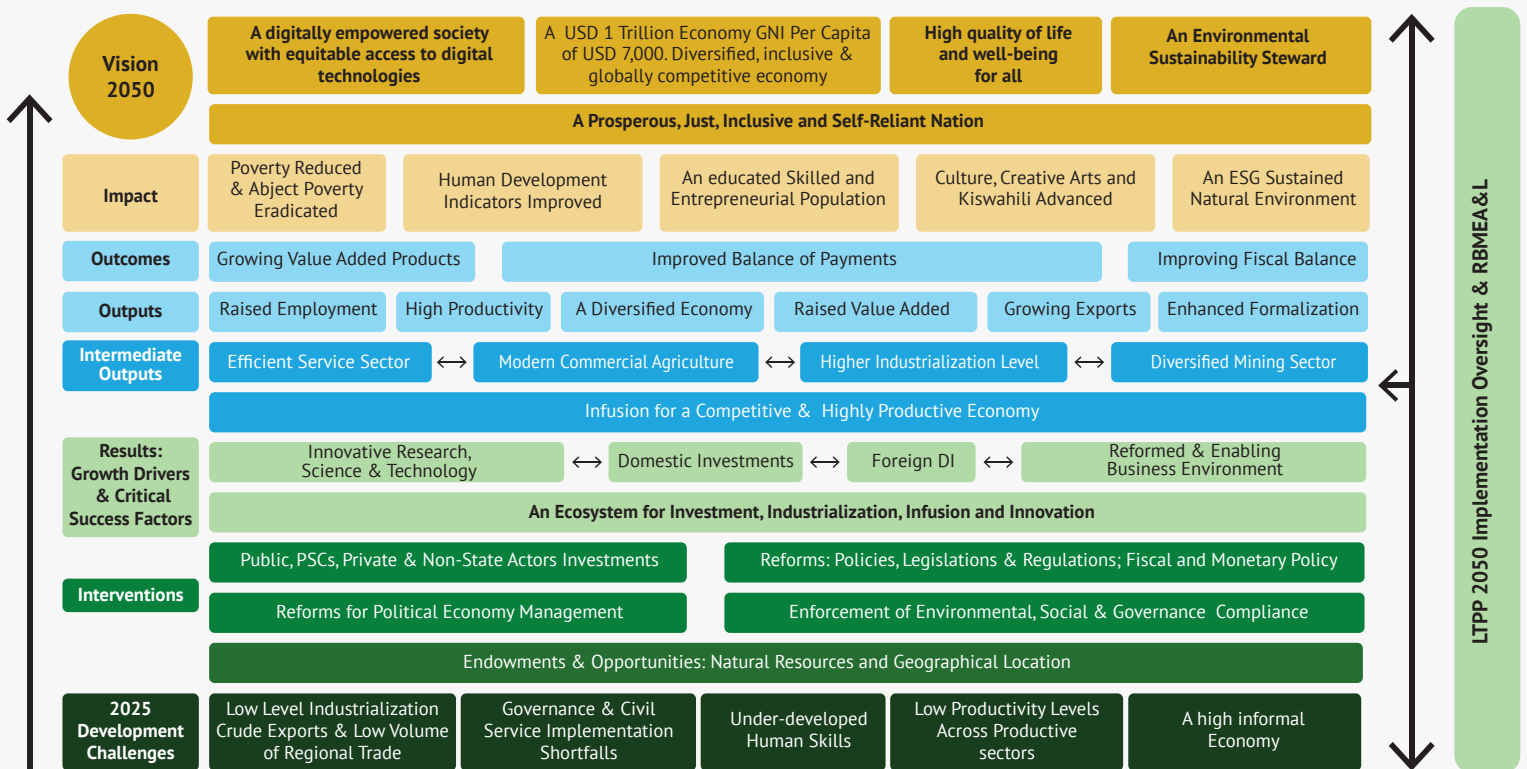 Vision
2050
A digitally empowered society
with equitable access to digital
technologies
A USD 1 Trillion Economy GNI Per Capita
of USD 7,000. Diversified, inclusive &
globally competitive economy
High quality of life
and well-being
for all
An Environmental
Sustainability Steward
A Prosperous, Just, Inclusive and Self-Reliant Nation
Impact
Poverty Reduced
& Abject Poverty
Eradicated
Human Development
Indicators Improved
An educated Skilled and
Entrepreneurial Population
Culture, Creative Arts and
Kiswahili Advanced
An ESG Sustained
Natural Environment
Outcomes
Growing Value Added Products
Improved Balance of Payments
Improving Fiscal Balance
Outputs
Raised Employment
High Productivity
A Diversified Economy
Raised Value Added
Growing Exports
Enhanced Formalization
Intermediate
Outputs
Efficient Service Sector
Modern Commercial Agriculture
Higher Industrialization Level
Diversified Mining Sector
Infusion for a Competitive & Highly Productive Economy
Results:
Growth Drivers
& Critical
Success Factors
Innovative Research,
Science & Technology
Domestic Investments
Foreign DI
Reformed & Enabling
Business Environment
An Ecosystem for Investment, Industrialization, Infusion and Innovation
Interventions
Public, PSCs, Private & Non-State Actors Investments
Reforms: Policies, Legislations & Regulations; Fiscal and Monetary Policy
Reforms for Political Economy Management
Enforcement of Environmental, Social & Governance Compliance
Endowments & Opportunities: Natural Resources and Geographical Location
2025
Development
Challenges
Low Level Industrialization
Crude Exports & Low Volume
of Regional Trade
Governance & Civil
Service Implementation
Shortfalls
Under-developed
Human Skills
Low Productivity Levels
Across Productive
sectors
A high informal
Economy
LTPP 2050 Implementation Oversight & RBMEA&L